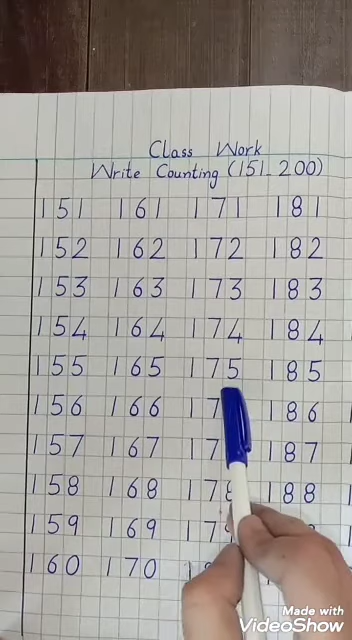 Class Work
Write Counting (151-200)
151 161 171 181
152 162 172 182
153 163 173 183
154 164 174 184
155 165 175 185
156 166 186
157 167 187
158 168 188
159 169
160 170
Made with
VideoShow